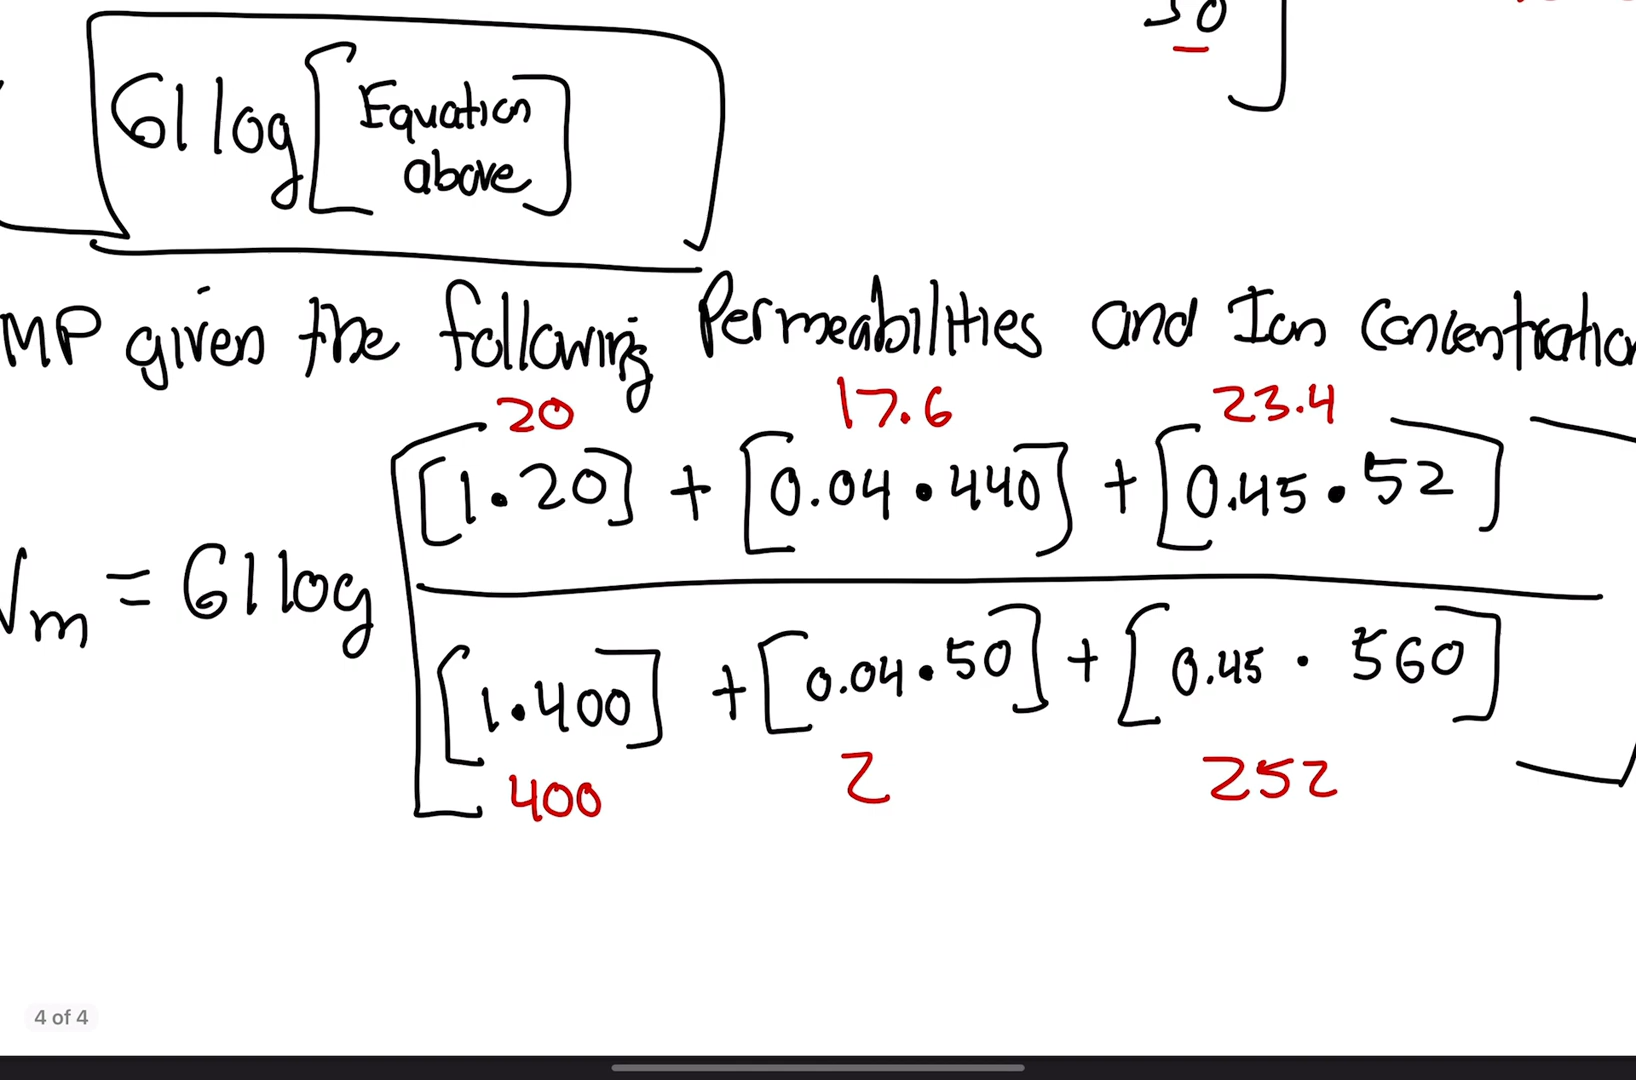 50
61 log [Equation
above]
MP given the following Permeabilities and Ion Concentration
20 17.6 23.4
[1 · 20] + [0.04 · 440] + [0.45 · 52]
Vm = 61 log
[1 · 400] + [0.04 · 50] + [0.45 · 560]
400 2 252
4 of 4